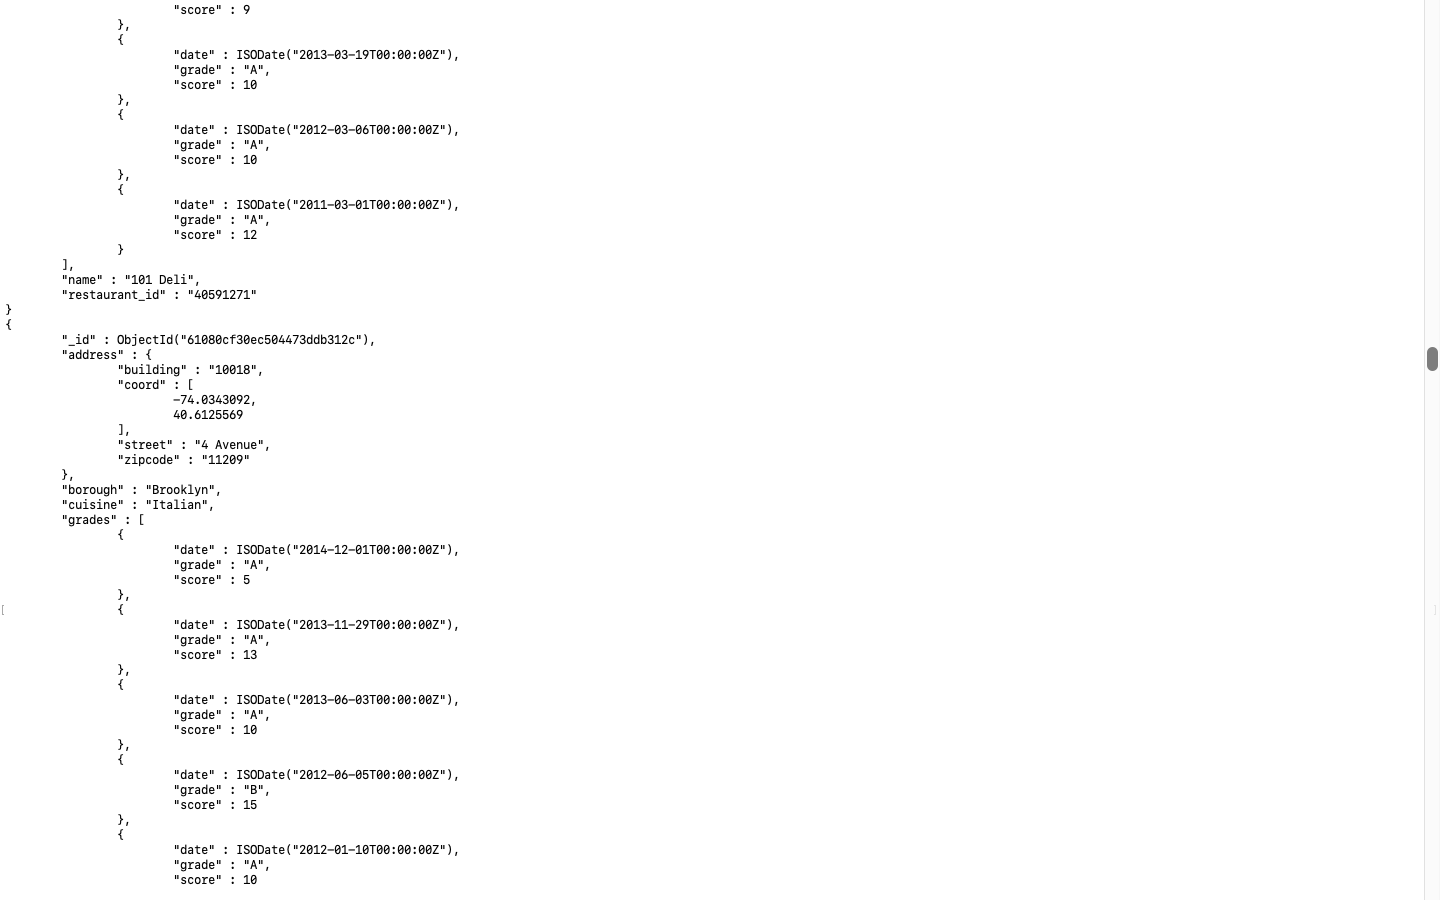 "score" : 9
},
{
"date" : ISODate("2013-03-19T00:00:00Z"),
"grade" : "A",
"score" : 10
},
{
"date" : ISODate("2012-03-06T00:00:00Z"),
"grade" : "A",
"score" : 10
},
{
"date" : ISODate("2011-03-01T00:00:00Z"),
"grade" : "A",
"score" : 12
}
],
"name" : "101 Deli",
"restaurant_id" : "40591271"
}
{
"_id" : ObjectId("61080cf30ec504473ddb312c"),
"address" : {
"building" : "10018",
"coord" : [
-74.0343092,
40.6125569
],
"street" : "4 Avenue",
"zipcode" : "11209"
},
"borough" : "Brooklyn",
"cuisine" : "Italian",
"grades" : [
{
"date" : ISODate("2014-12-01T00:00:00Z"),
"grade" : "A",
"score" : 5
},
[ { ]
"date" : ISODate("2013-11-29T00:00:00Z"),
"grade" : "A",
"score" : 13
},
{
"date" : ISODate("2013-06-03T00:00:00Z"),
"grade" : "A",
"score" : 10
},
{
"date" : ISODate("2012-06-05T00:00:00Z"),
"grade" : "B",
"score" : 15
},
{
"date" : ISODate("2012-01-10T00:00:00Z"),
"grade" : "A",
"score" : 10